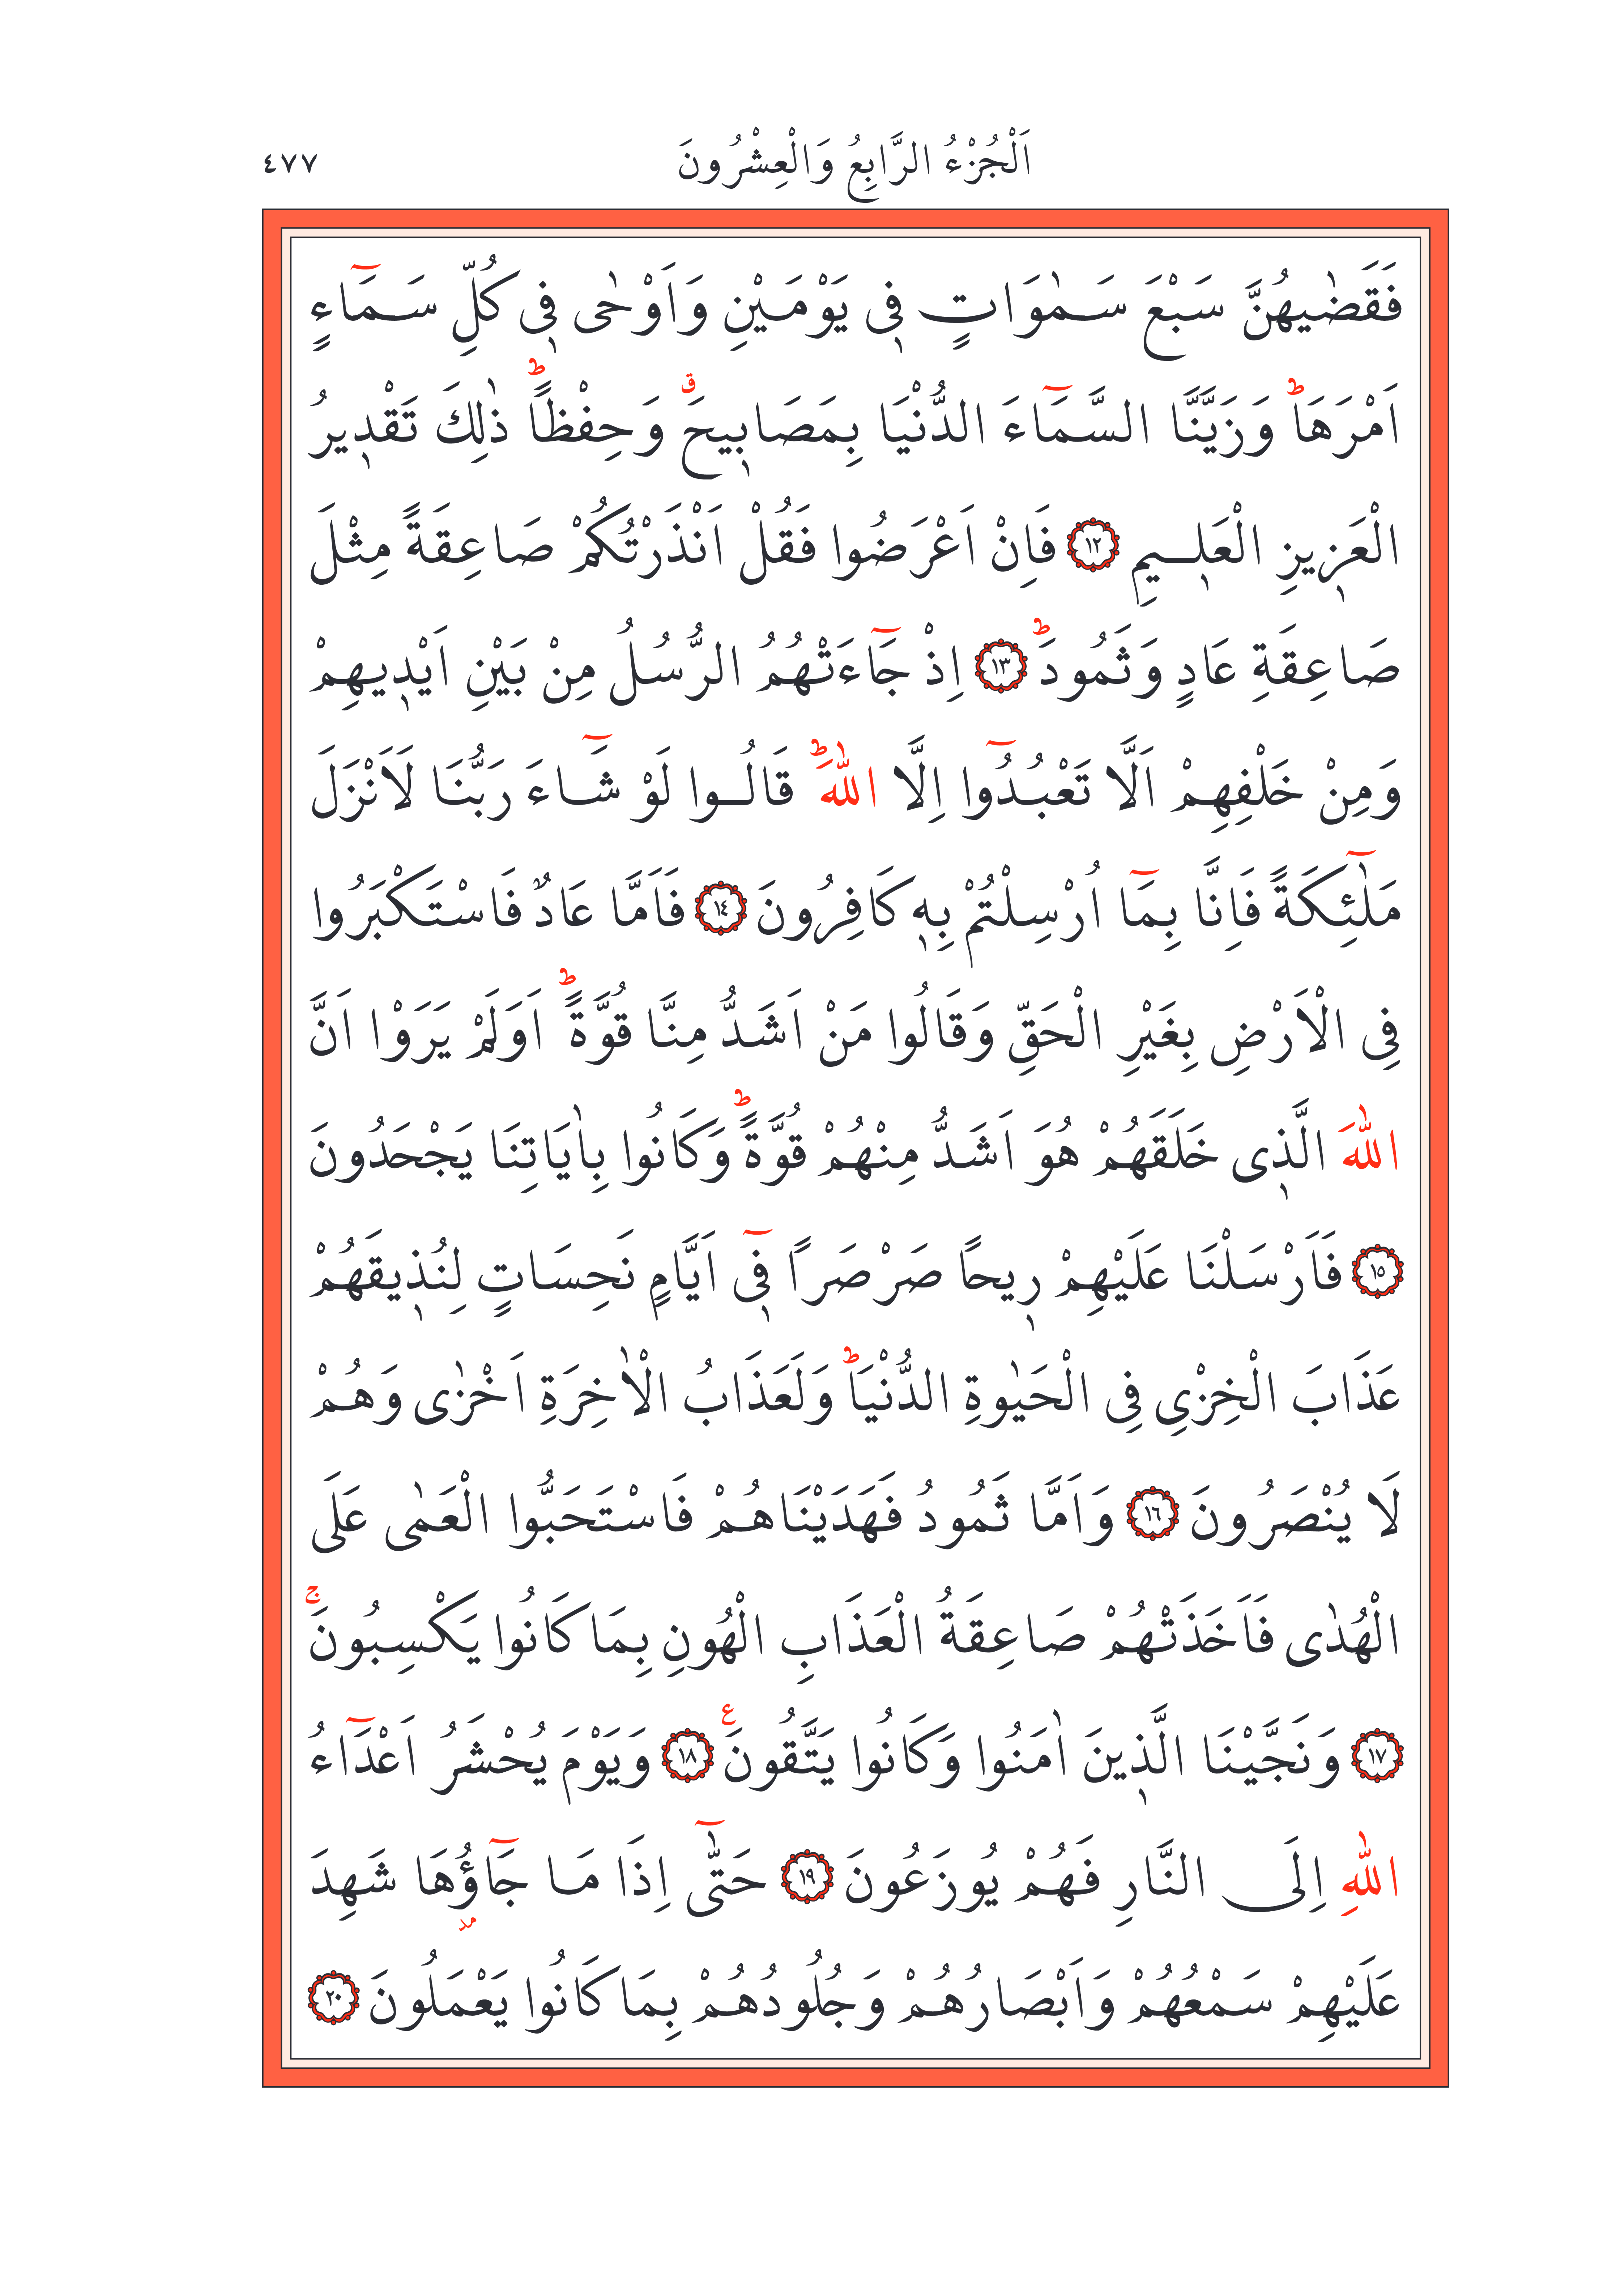 اَلْجُزْءُ الرَّابِعُ وَالْعِشْرُونَ ٤٧٧
فَقَضٰيهُنَّ سَبْعَ سَمٰوَاتٍ ف۪ي يَوْمَيْنِ وَاَوْحٰى ف۪ي كُلِّ سَمَٓاءٍ
اَمْرَهَاۜ وَزَيَّنَّا السَّمَٓاءَ الدُّنْيَا بِمَصَاب۪يحَۗ وَحِفْظًاۜ ذٰلِكَ تَقْد۪يرُ
الْعَز۪يزِ الْعَل۪يمِ ﴿١٢﴾ فَاِنْ اَعْرَضُوا فَقُلْ اَنْذَرْتُكُمْ صَاعِقَةً مِثْلَ
صَاعِقَةِ عَادٍ وَثَمُودَۜ ﴿١٣﴾ اِذْ جَٓاءَتْهُمُ الرُّسُلُ مِنْ بَيْنِ اَيْد۪يهِمْ
وَمِنْ خَلْفِهِمْ اَلَّا تَعْبُدُٓوا اِلَّا اللّٰهَۜ قَالُوا لَوْ شَٓاءَ رَبُّنَا لَاَنْزَلَ
مَلٰٓئِكَةً فَاِنَّا بِمَٓا اُرْسِلْتُمْ بِه۪ كَافِرُونَ ﴿١٤﴾ فَاَمَّا عَادٌ فَاسْتَكْبَرُوا
فِي الْاَرْضِ بِغَيْرِ الْحَقِّ وَقَالُوا مَنْ اَشَدُّ مِنَّا قُوَّةًۜ اَوَلَمْ يَرَوْا اَنَّ
اللّٰهَ الَّذ۪ي خَلَقَهُمْ هُوَ اَشَدُّ مِنْهُمْ قُوَّةًۜ وَكَانُوا بِاٰيَاتِنَا يَجْحَدُونَ
﴿١٥﴾ فَاَرْسَلْنَا عَلَيْهِمْ ر۪يحًا صَرْصَرًا ف۪ٓي اَيَّامٍ نَحِسَاتٍ لِنُذ۪يقَهُمْ
عَذَابَ الْخِزْيِ فِي الْحَيٰوةِ الدُّنْيَاۜ وَلَعَذَابُ الْاٰخِرَةِ اَخْزٰى وَهُمْ
لَا يُنْصَرُونَ ﴿١٦﴾ وَاَمَّا ثَمُودُ فَهَدَيْنَاهُمْ فَاسْتَحَبُّوا الْعَمٰى عَلَى
الْهُدٰى فَاَخَذَتْهُمْ صَاعِقَةُ الْعَذَابِ الْهُونِ بِمَا كَانُوا يَكْسِبُونَۚ
﴿١٧﴾ وَنَجَّيْنَا الَّذ۪ينَ اٰمَنُوا وَكَانُوا يَتَّقُونَ۟ ع ﴿١٨﴾ وَيَوْمَ يُحْشَرُ اَعْدَٓاءُ
اللّٰهِ اِلَى النَّارِ فَهُمْ يُوزَعُونَ ﴿١٩﴾ حَتّٰٓى اِذَا مَا جَٓاؤُ۫هَا شَهِدَ
عَلَيْهِمْ سَمْعُهُمْ وَاَبْصَارُهُمْ وَجُلُودُهُمْ بِمَا كَانُوا يَعْمَلُونَ ﴿٢٠﴾